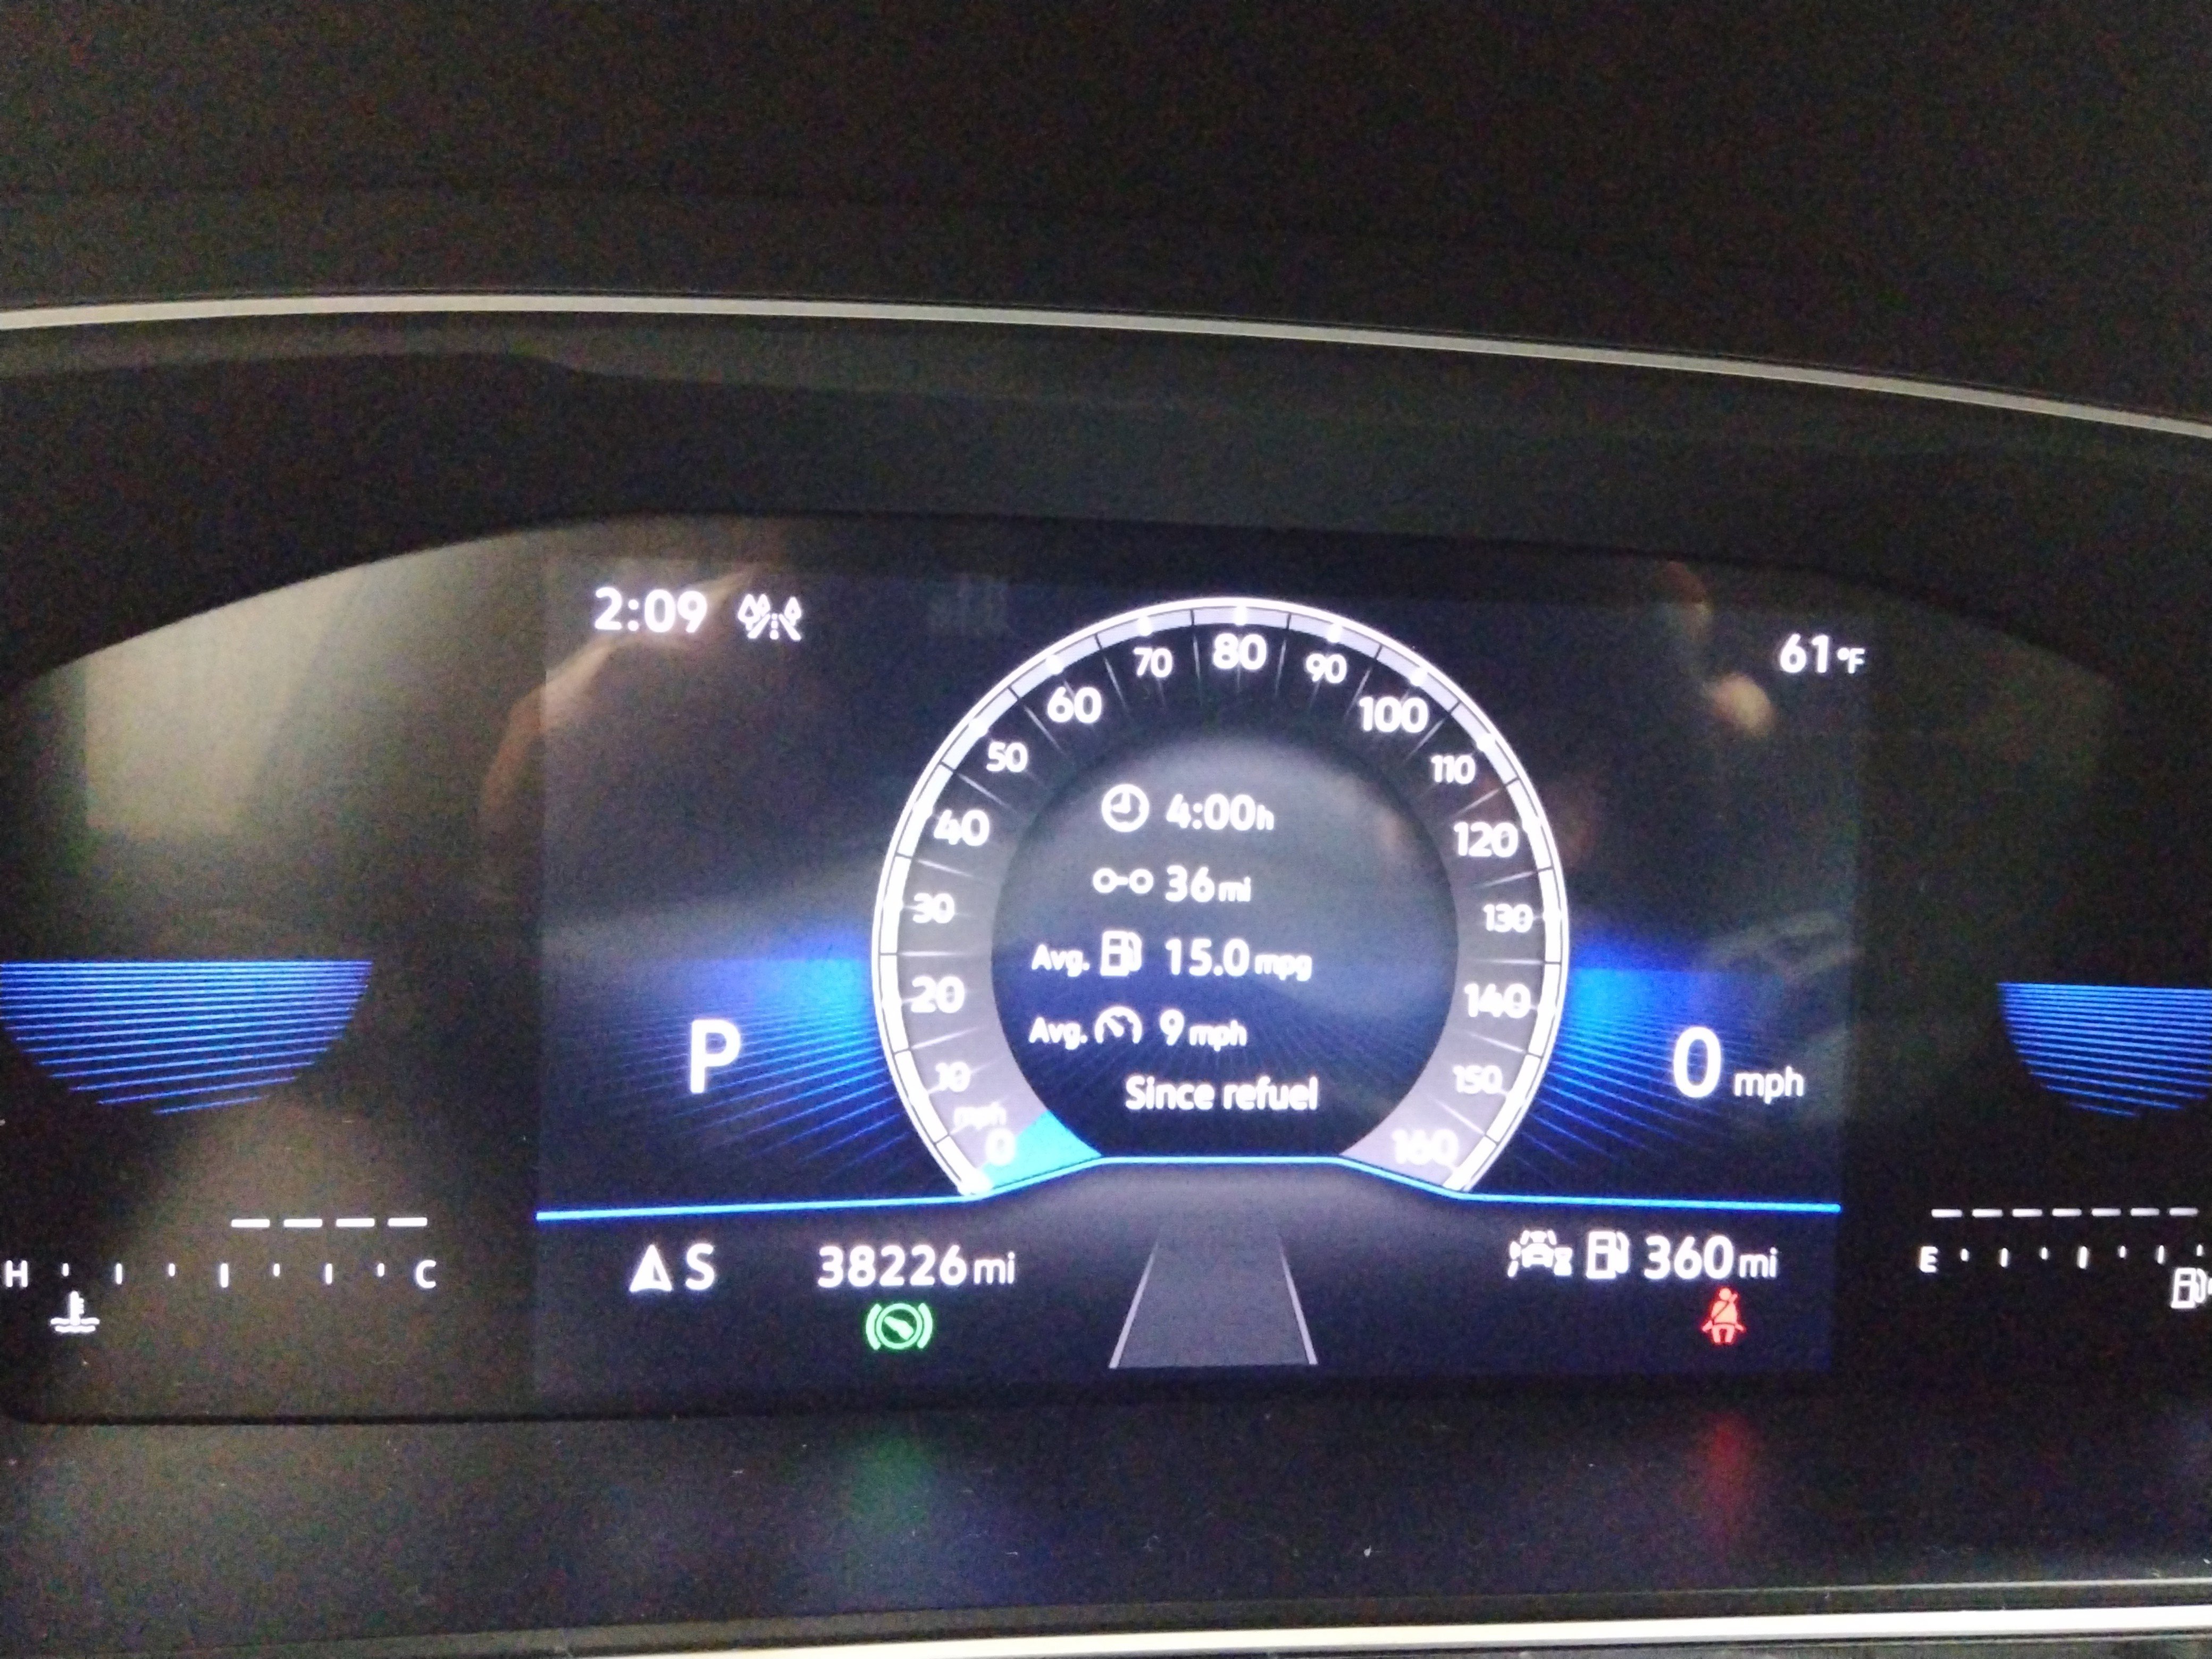 2:09
61°F
80
70
90
60
100
50
110
40
120
30
130
20
140
10
150
mph
0
160
4:00h
36mi
Avg. 15.0mpg
Avg. 9mph
Since refuel
P
0 mph
S
38226mi
360mi
H
C
E